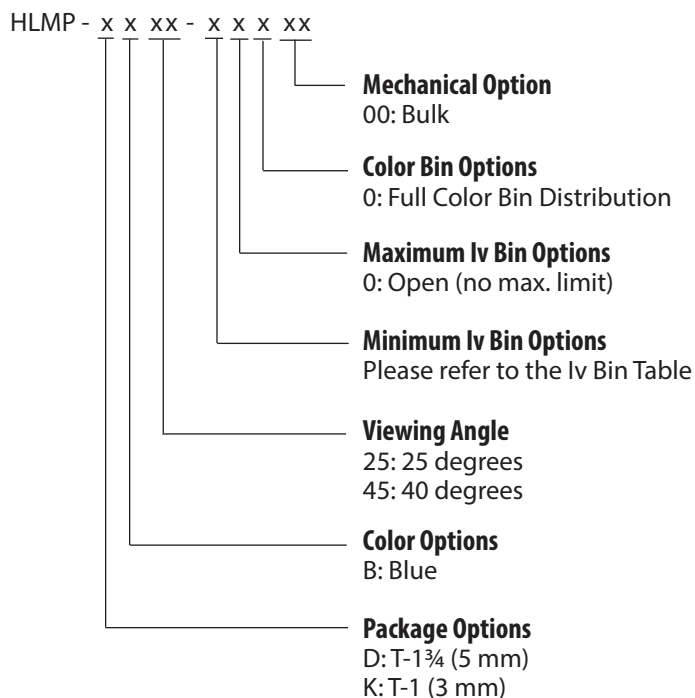 HLMP - x x xx - x x x xx
Mechanical Option
00: Bulk
Color Bin Options
0: Full Color Bin Distribution
Maximum Iv Bin Options
0: Open (no max. limit)
Minimum Iv Bin Options
Please refer to the Iv Bin Table
Viewing Angle
25: 25 degrees
45: 40 degrees
Color Options
B: Blue
Package Options
D: T-1¾ (5 mm)
K: T-1 (3 mm)